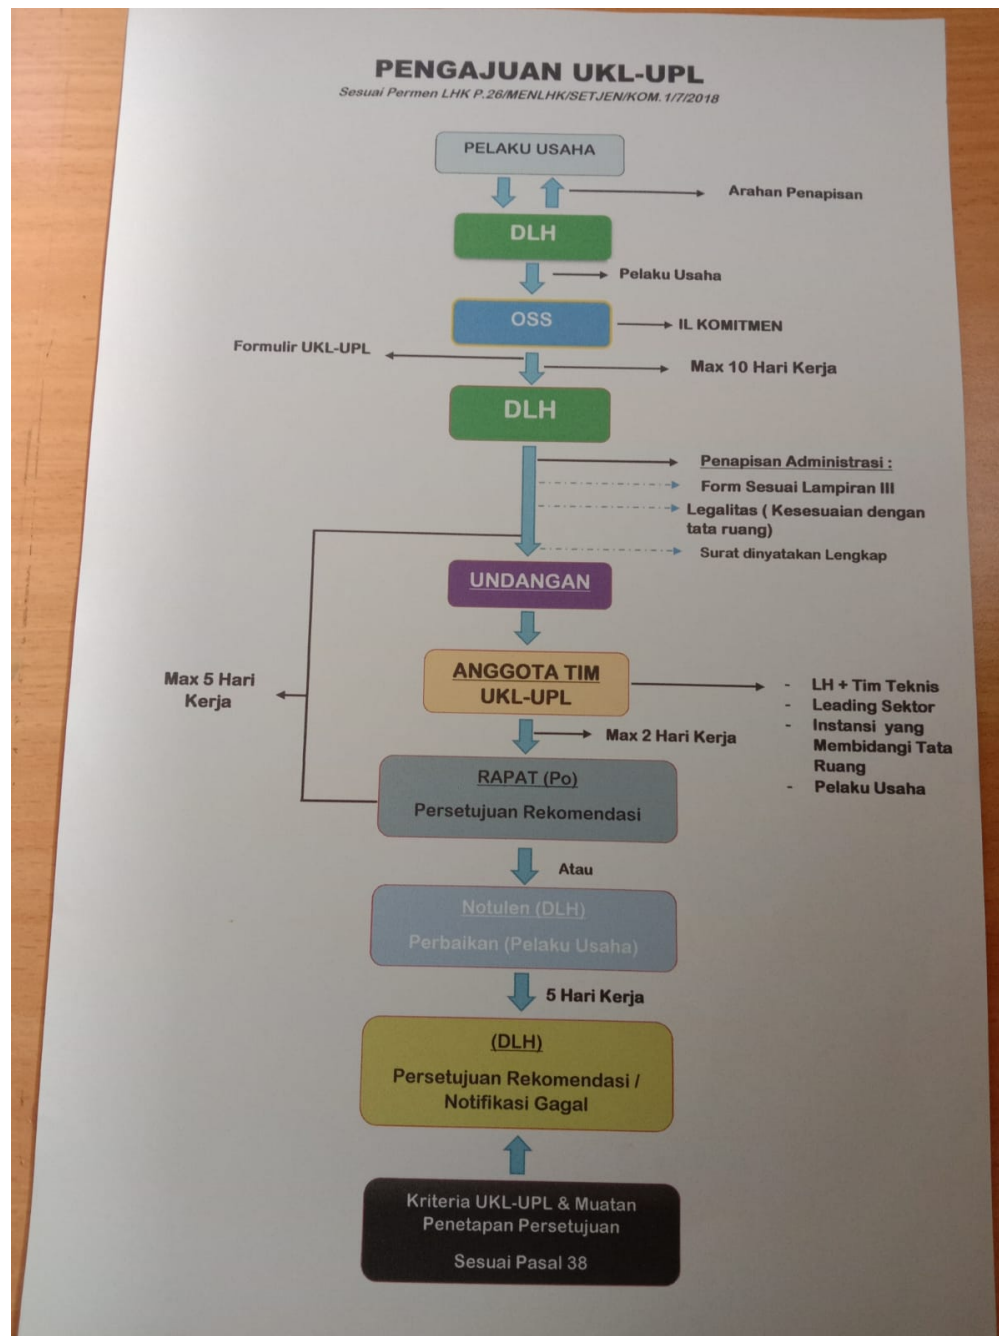 PENGAJUAN UKL-UPL
Sesuai Permen LHK P.26/MENLHK/SETJEN/KOM. 1/7/2018
PELAKU USAHA
Arahan Penapisan
DLH
Pelaku Usaha
OSS
IL KOMITMEN
Formulir UKL-UPL
Max 10 Hari Kerja
DLH
Penapisan Administrasi :
Form Sesuai Lampiran III
Legalitas ( Kesesuaian dengan
tata ruang)
Surat dinyatakan Lengkap
UNDANGAN
ANGGOTA TIM
UKL-UPL
Max 5 Hari
Kerja
- LH + Tim Teknis
- Leading Sektor
- Instansi yang
Membidangi Tata
Ruang
- Pelaku Usaha
Max 2 Hari Kerja
RAPAT (Po)
Persetujuan Rekomendasi
Atau
Notulen (DLH)
Perbaikan (Pelaku Usaha)
5 Hari Kerja
(DLH)
Persetujuan Rekomendasi /
Notifikasi Gagal
Kriteria UKL-UPL & Muatan
Penetapan Persetujuan
Sesuai Pasal 38